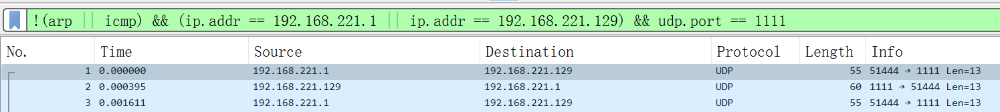 !(arp || icmp) && (ip.addr == 192.168.221.1 || ip.addr == 192.168.221.129) && udp.port == 1111
No. Time Source Destination Protocol Length Info
1 0.000000 192.168.221.1 192.168.221.129 UDP 55 51444 → 1111 Len=13
2 0.000395 192.168.221.129 192.168.221.1 UDP 60 1111 → 51444 Len=13
3 0.001611 192.168.221.1 192.168.221.129 UDP 55 51444 → 1111 Len=13